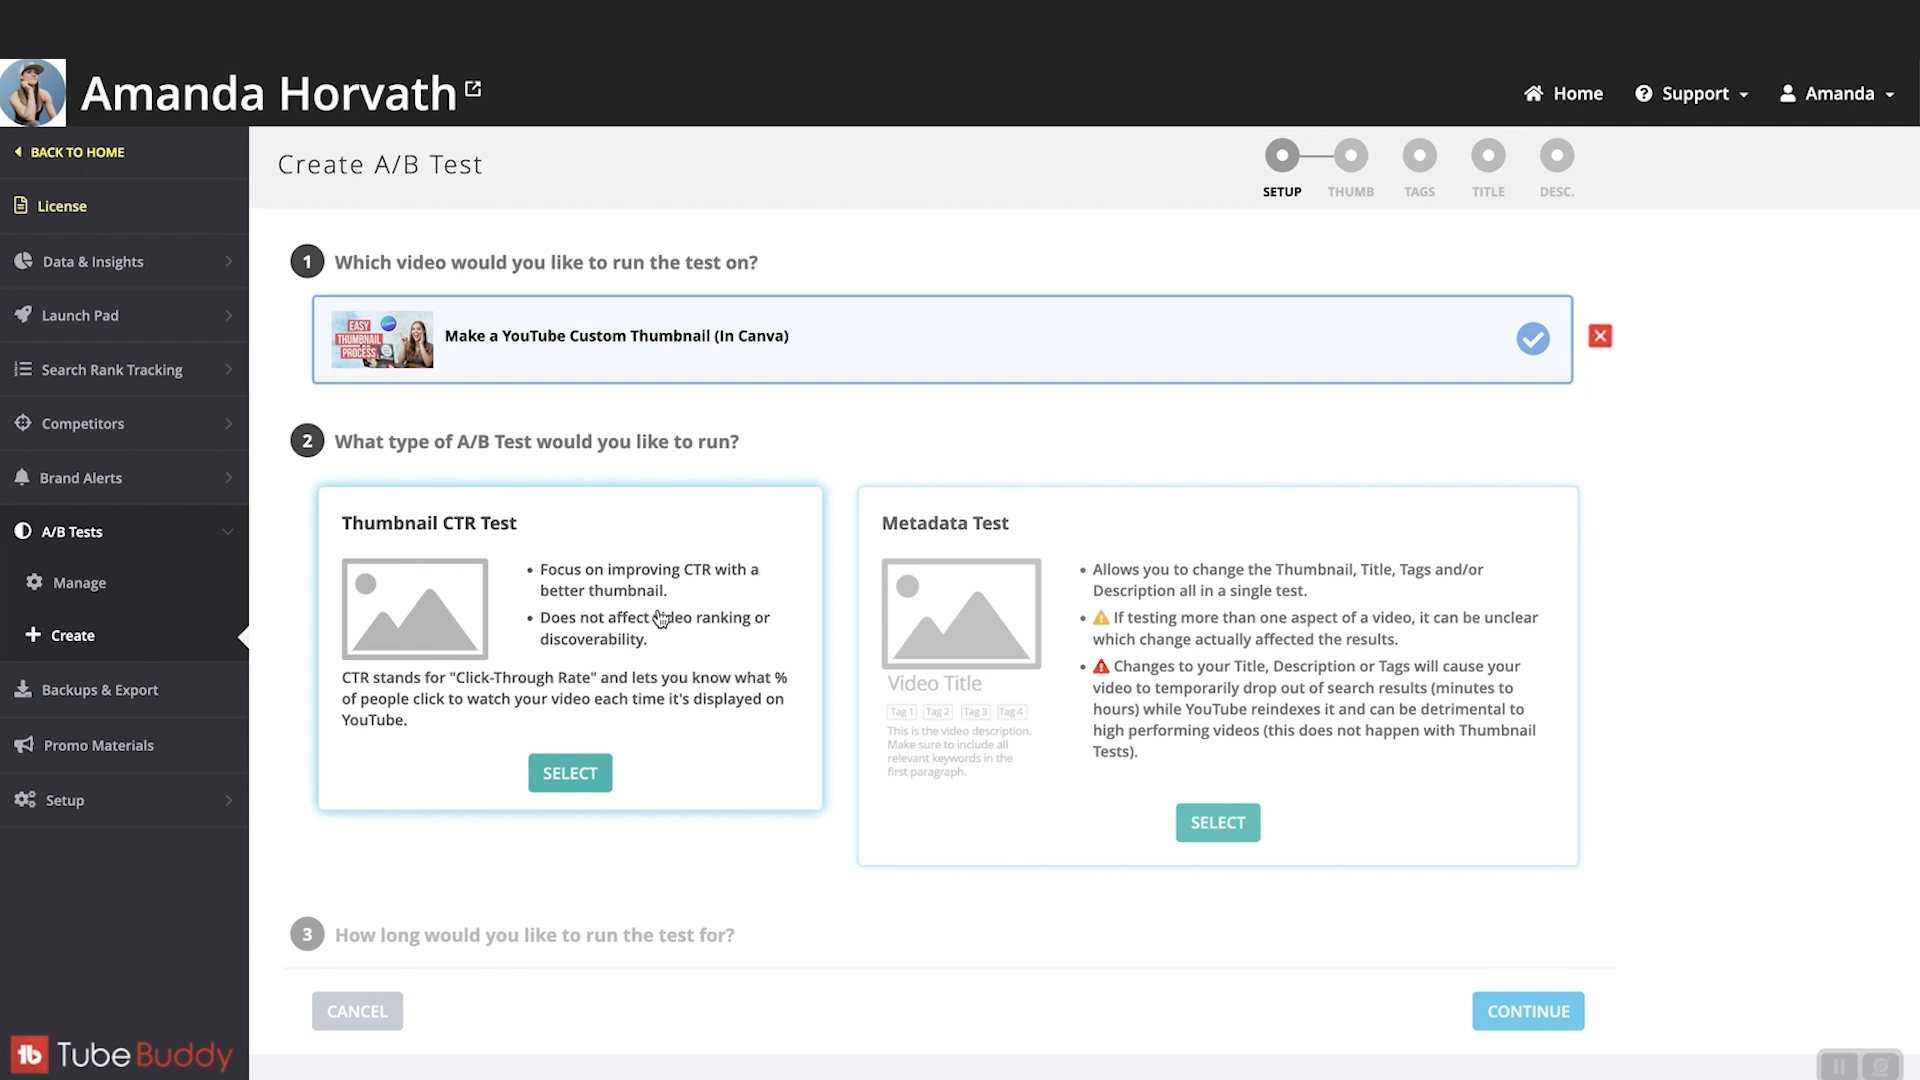 Amanda Horvath
Home
Support
Amanda
BACK TO HOME
License
Data & Insights
Launch Pad
Search Rank Tracking
Competitors
Brand Alerts
A/B Tests
Manage
Create
Backups & Export
Promo Materials
Setup
TubeBuddy
Create A/B Test
SETUP
THUMB
TAGS
TITLE
DESC.
1 Which video would you like to run the test on?
EASY
THUMBNAIL
PROCESS
Make a YouTube Custom Thumbnail (In Canva)
2 What type of A/B Test would you like to run?
Thumbnail CTR Test
• Focus on improving CTR with a
better thumbnail.
• Does not affect video ranking or
discoverability.
CTR stands for "Click-Through Rate" and lets you know what %
of people click to watch your video each time it's displayed on
YouTube.
SELECT
Metadata Test
Video Title
Tag 1 Tag 2 Tag 3 Tag 4
This is the video description.
Make sure to include all
relevant keywords in the
first paragraph.
• Allows you to change the Thumbnail, Title, Tags and/or
Description all in a single test.
• If testing more than one aspect of a video, it can be unclear
which change actually affected the results.
• Changes to your Title, Description or Tags will cause your
video to temporarily drop out of search results (minutes to
hours) while YouTube reindexes it and can be detrimental to
high performing videos (this does not happen with Thumbnail
Tests).
SELECT
3 How long would you like to run the test for?
CANCEL
CONTINUE